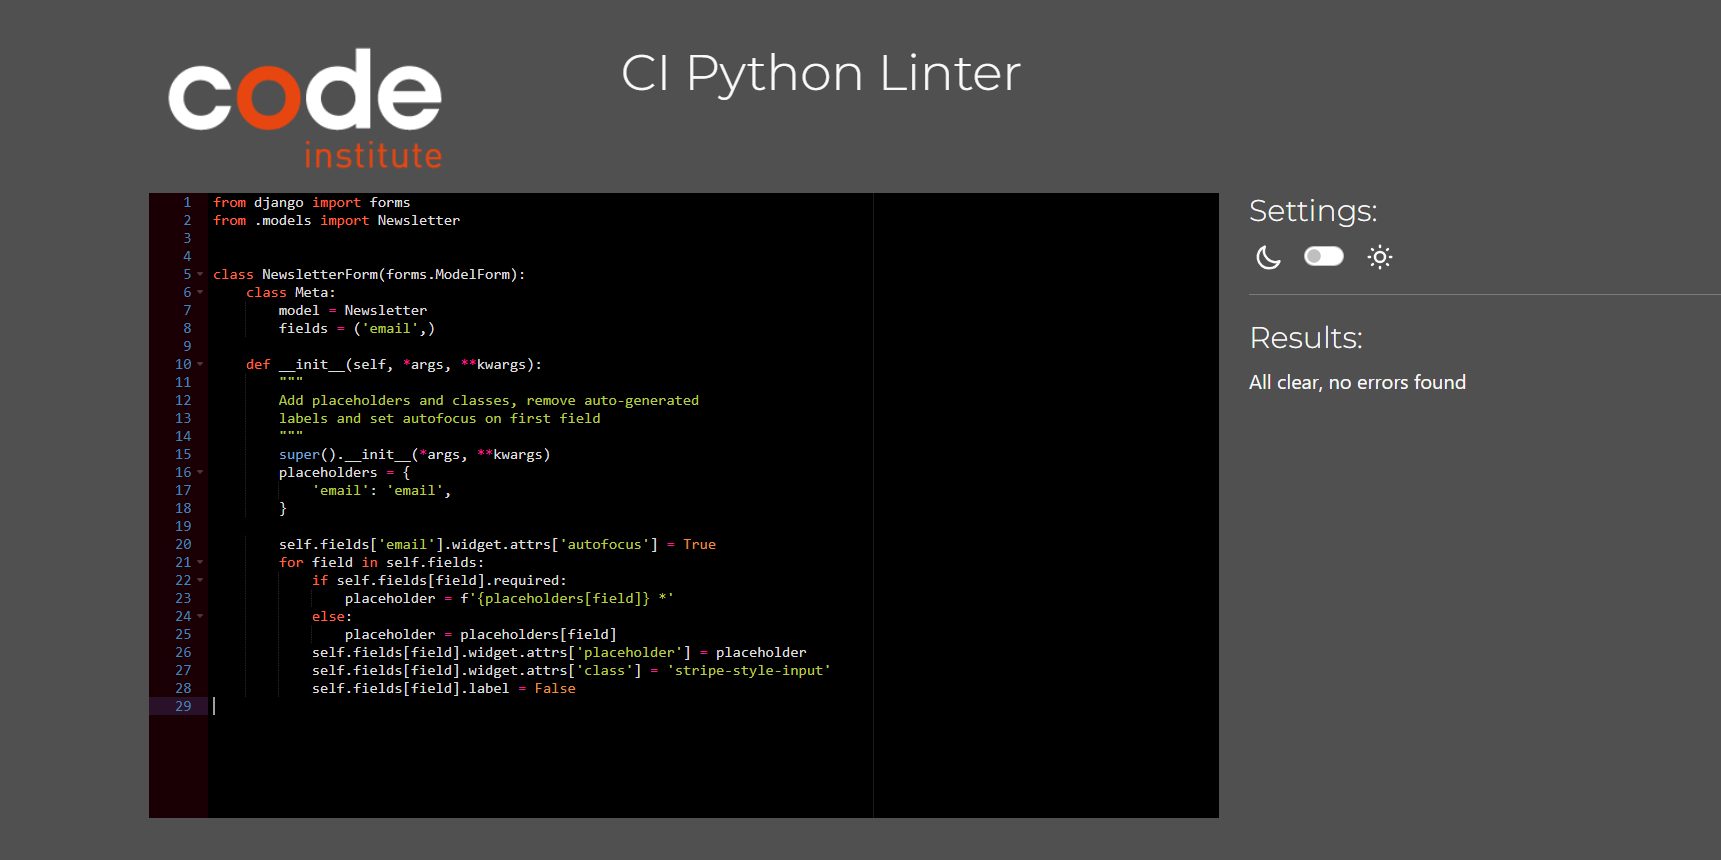 code
institute
CI Python Linter
1 from django import forms
2 from .models import Newsletter
3
4
5 class NewsletterForm(forms.ModelForm):
6     class Meta:
7         model = Newsletter
8         fields = ('email',)
9
10     def __init__(self, *args, **kwargs):
11         """
12         Add placeholders and classes, remove auto-generated
13         labels and set autofocus on first field
14         """
15         super().__init__(*args, **kwargs)
16         placeholders = {
17             'email': 'email',
18         }
19
20         self.fields['email'].widget.attrs['autofocus'] = True
21         for field in self.fields:
22             if self.fields[field].required:
23                 placeholder = f'{placeholders[field]} *'
24             else:
25                 placeholder = placeholders[field]
26             self.fields[field].widget.attrs['placeholder'] = placeholder
27             self.fields[field].widget.attrs['class'] = 'stripe-style-input'
28             self.fields[field].label = False
29
Settings:
Results:
All clear, no errors found